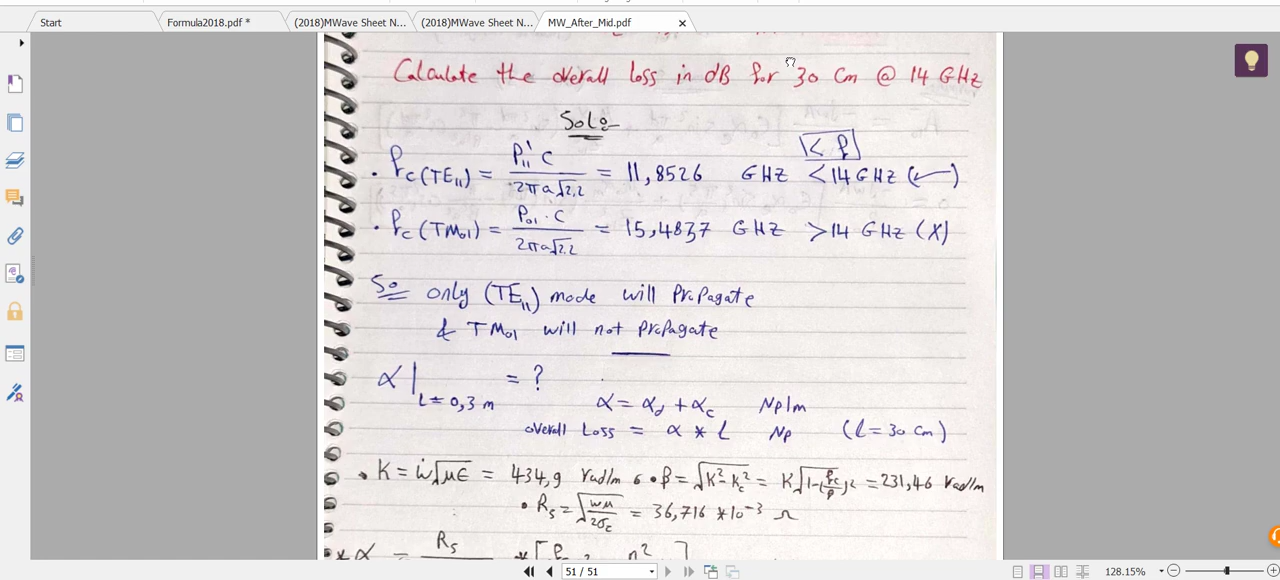 Start
Formula2018.pdf *
(2018)MWave Sheet N...
(2018)MWave Sheet N...
MW_After_Mid.pdf
Calculate the overall Loss in dB for 30 Cm @ 14 GHz
Sol:-
< f
. fc(TE11) = P'11 C / 2πa√2,2 = 11,8526 GHZ < 14 GHZ (✓)
. fc(TM01) = P01 . C / 2πa√2,2 = 15,4837 GHZ > 14 GHZ (X)
So only (TE11) mode will Propagate
& TM01 will not propagate
α | L=0,3 m = ?
α = αd + αc Np/m
overall Loss = α * L Np (L = 30 cm)
. K = ω√με = 434,9 rad/m . β = √K²-Kc² = K√1-(fc/f)² = 231,46 rad/m
. Rs = √ωμ/2σc = 36,716 *10-3 Ω
51 / 51
128.15%